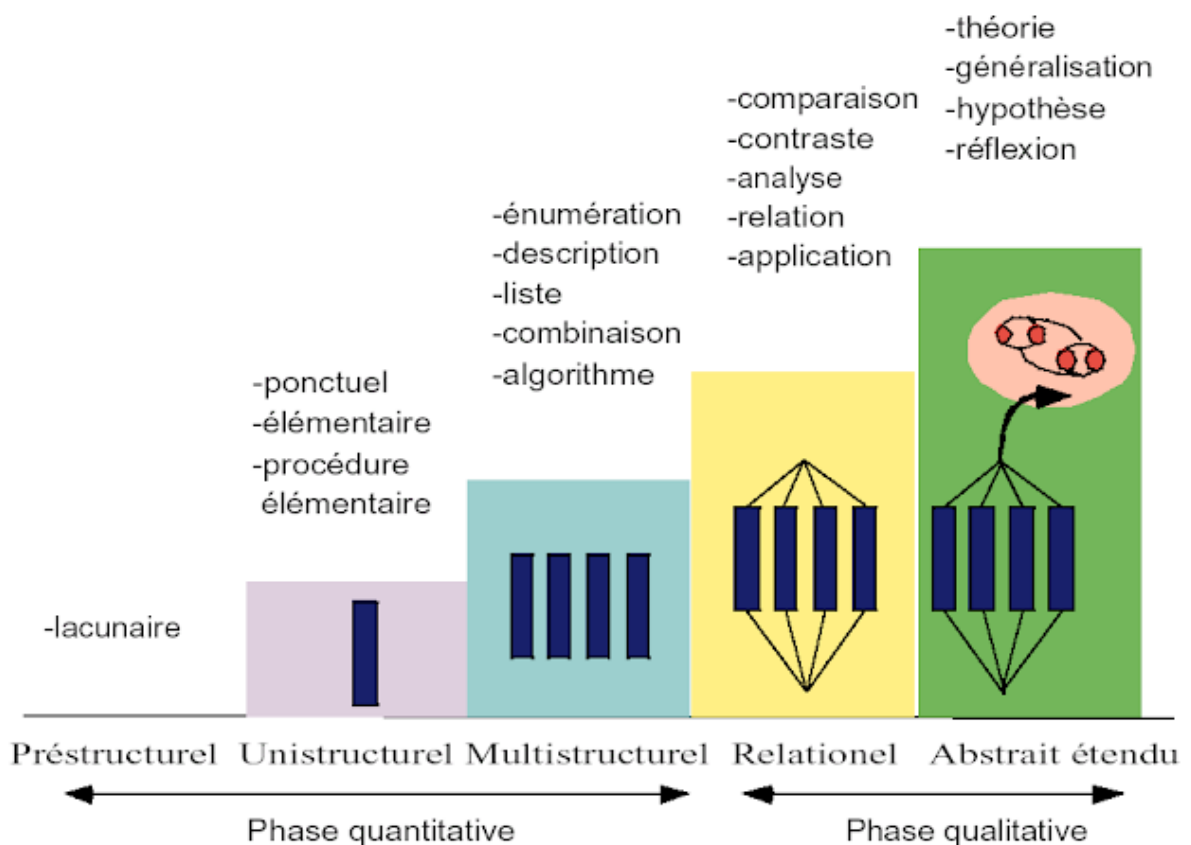 -théorie
-généralisation
-hypothèse
-réflexion
-comparaison
-contraste
-analyse
-relation
-application
-énumération
-description
-liste
-combinaison
-algorithme
-ponctuel
-élémentaire
-procédure
élémentaire
-lacunaire
Préstructurel
Unistructurel
Multistructurel
Relationel
Abstrait étendu
Phase quantitative
Phase qualitative